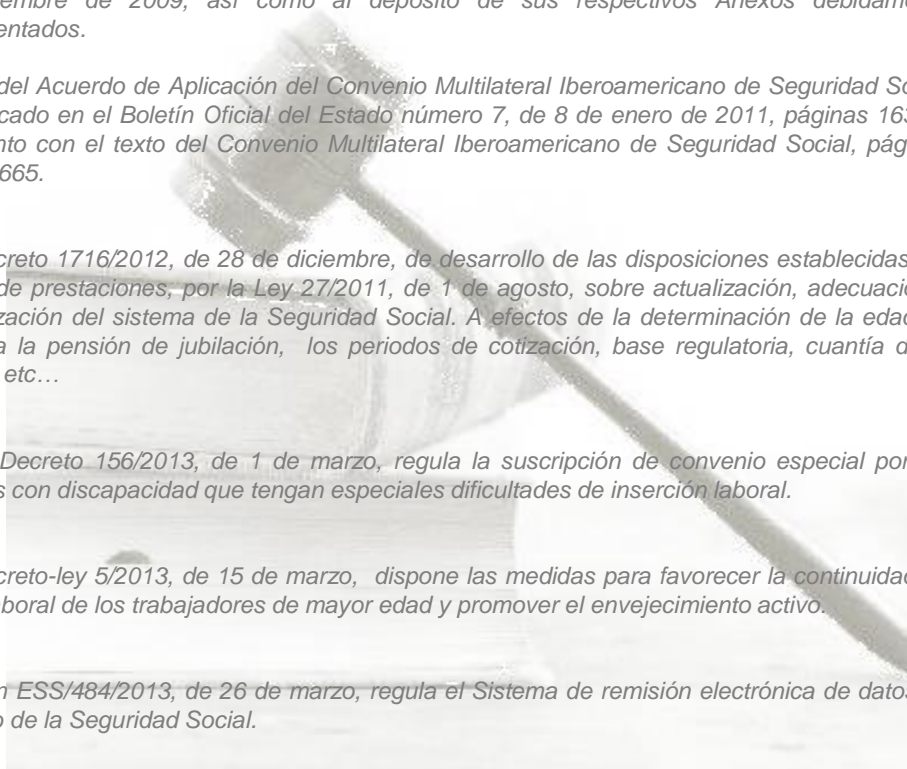 embre de 2009, así como al depósito de sus respectivos Anexos debidam
entados.
del Acuerdo de Aplicación del Convenio Multilateral Iberoamericano de Seguridad So
cado en el Boletín Oficial del Estado número 7, de 8 de enero de 2011, páginas 163
nto con el texto del Convenio Multilateral Iberoamericano de Seguridad Social, pág
665.
creto 1716/2012, de 28 de diciembre, de desarrollo de las disposiciones establecidas
de prestaciones, por la Ley 27/2011, de 1 de agosto, sobre actualización, adecuació
zación del sistema de la Seguridad Social. A efectos de la determinación de la edad
a la pensión de jubilación, los periodos de cotización, base regulatoria, cuantía d
etc…
Decreto 156/2013, de 1 de marzo, regula la suscripción de convenio especial por
s con discapacidad que tengan especiales dificultades de inserción laboral.
creto-ley 5/2013, de 15 de marzo, dispone las medidas para favorecer la continuidad
aboral de los trabajadores de mayor edad y promover el envejecimiento activo.
n ESS/484/2013, de 26 de marzo, regula el Sistema de remisión electrónica de datos
o de la Seguridad Social.